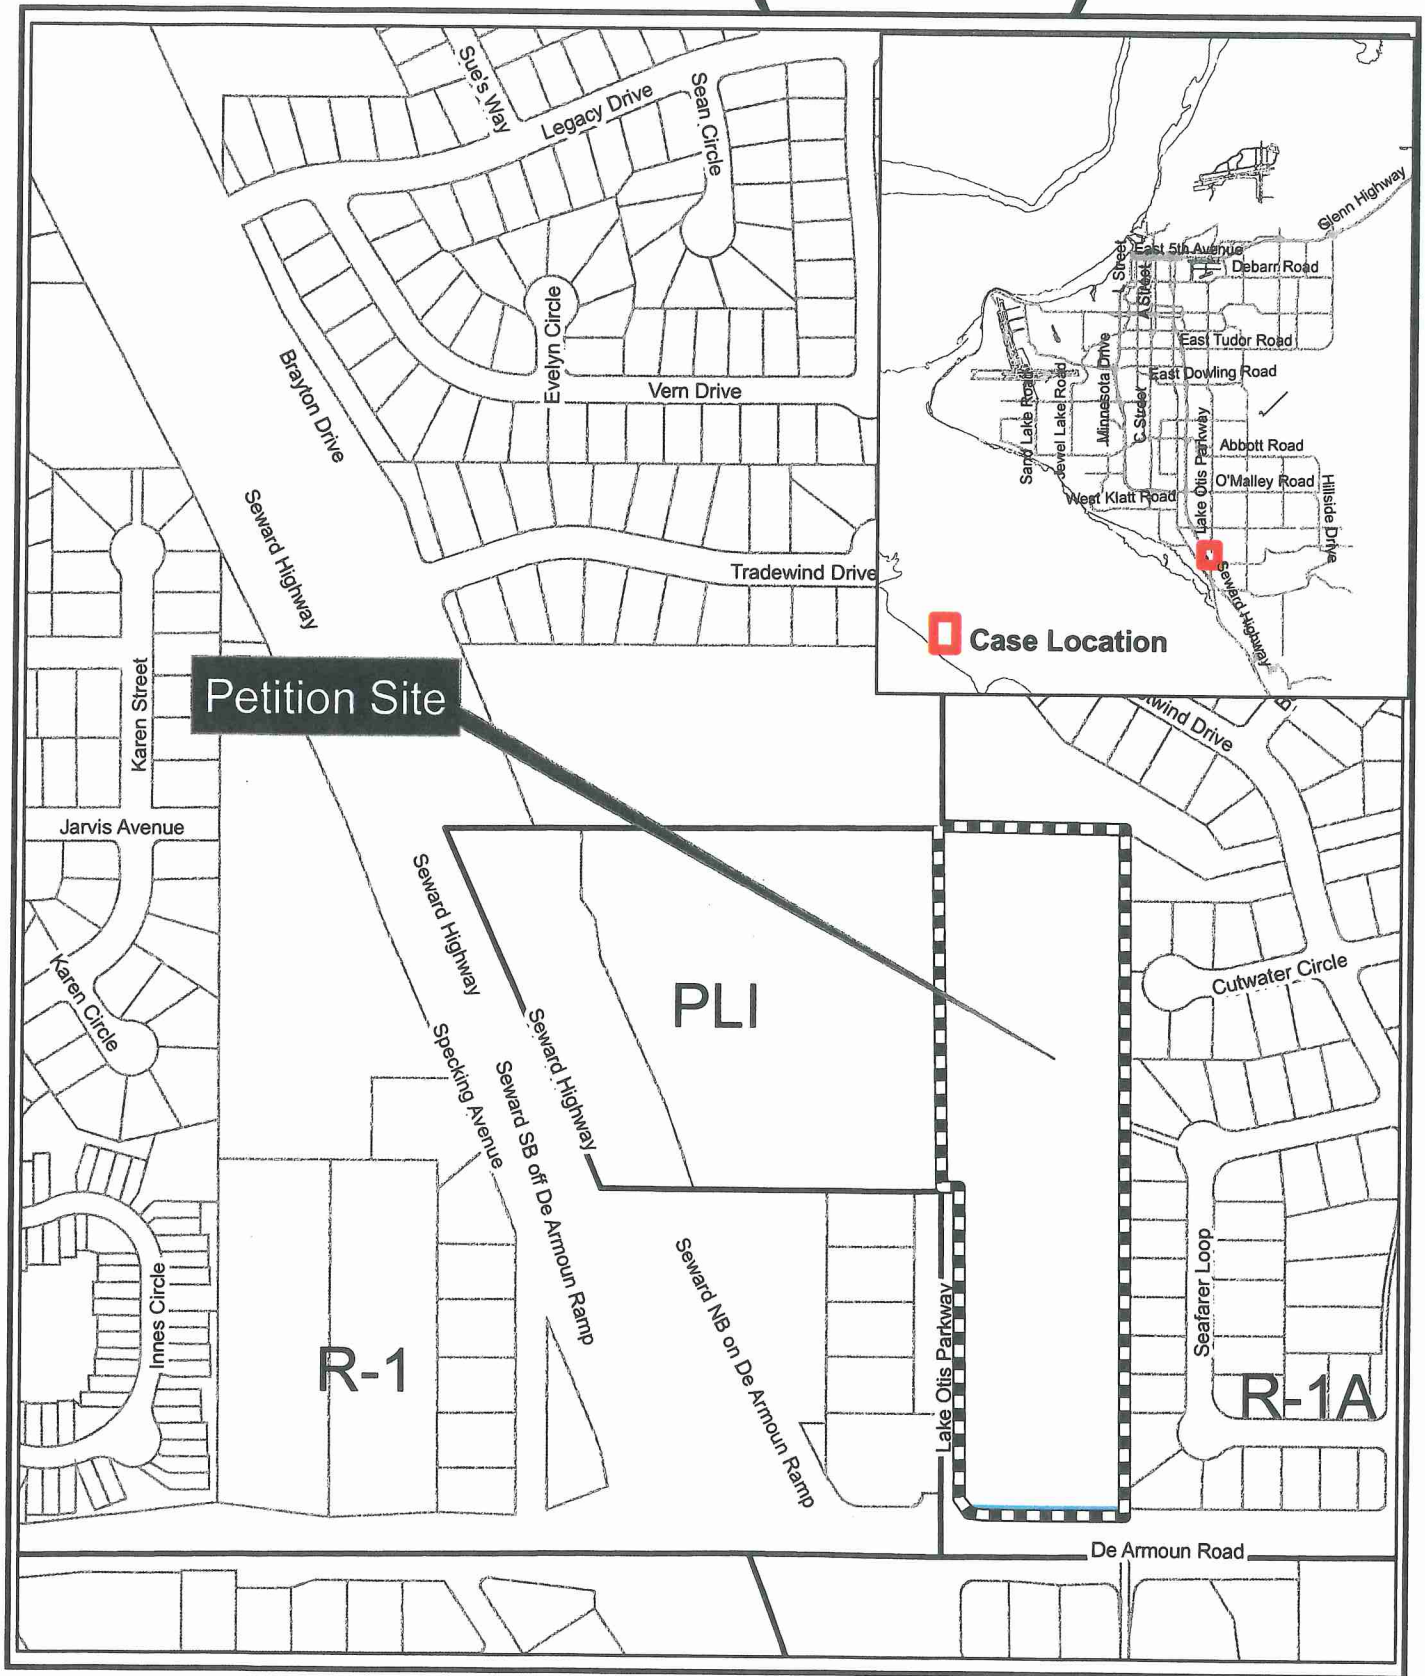 Sue's Way
Legacy Drive
Sean Circle
Evelyn Circle
Vern Drive
Brayton Drive
Seward Highway
Tradewind Drive
Glenn Highway
East 5th Avenue
L Street
A Street
Debarr Road
East Tudor Road
East Dowling Road
Minnesota Drive
C Street
Sand Lake Road
Jewel Lake Road
Lake Otis Parkway
Abbott Road
O'Malley Road
West Klatt Road
Hillside Drive
Seward Highway
Case Location
Karen Street
Petition Site
Jarvis Avenue
Karen Circle
Seward Highway
Seward Highway
Specking Avenue
Seward SB off De Armoun Ramp
PLI
Cutwater Circle
Innes Circle
R-1
Seward NB on De Armoun Ramp
Lake Otis Parkway
Seafarer Loop
R-1A
De Armoun Road